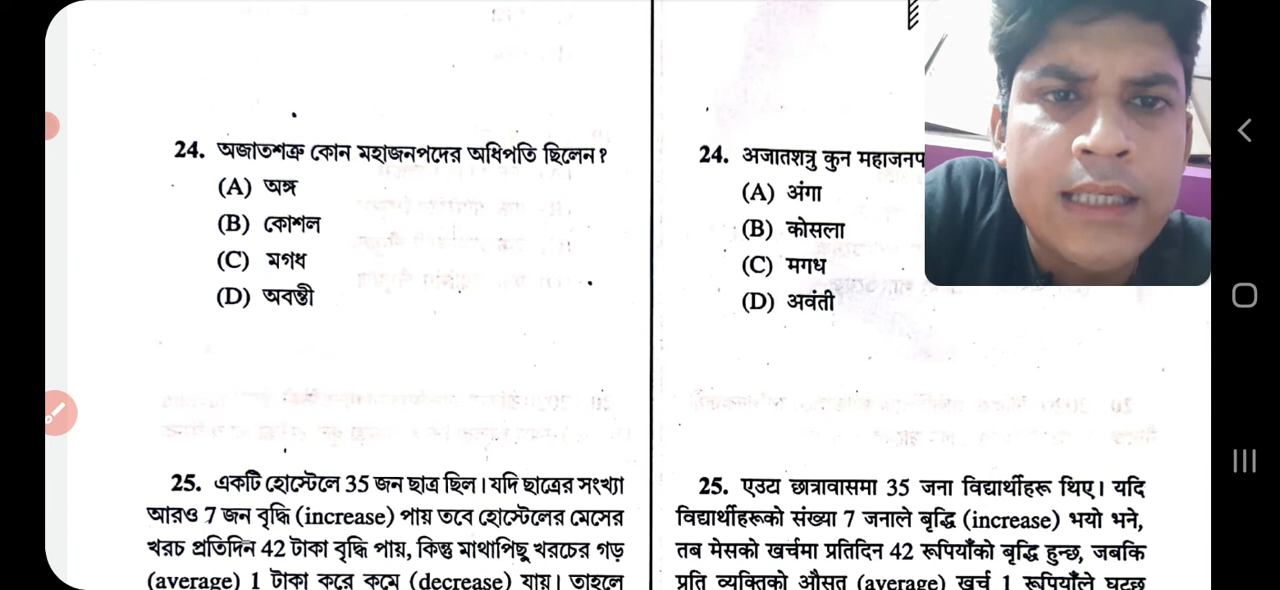 24. অজাতশত্রু কোন মহাজনপদের অধিপতি ছিলেন?
(A) অঙ্গ
(B) কোশল
(C) মগধ
(D) অবন্তী
25. একটি হোস্টেলে 35 জন ছাত্র ছিল। যদি ছাত্রের সংখ্যা
আরও 7 জন বৃদ্ধি (increase) পায় তবে হোস্টেলের মেসের
খরচ প্রতিদিন 42 টাকা বৃদ্ধি পায়, কিন্তু মাথাপিছু খরচের গড়
(average) 1 টাকা করে কমে (decrease) যায়। তাহলে
24. अजातशत्रु कुन महाजनप
(A) अंगा
(B) कोसला
(C) मगध
(D) अवंती
25. एउटा छात्रावासमा 35 जना विद्यार्थीहरू थिए। यदि
विद्यार्थीहरूको संख्या 7 जनाले बृद्धि (increase) भयो भने,
तब मेसको खर्चमा प्रतिदिन 42 रूपियाँको बृद्धि हुन्छ, जबकि
प्रति व्यक्तिको औसत (average) खर्च 1 रूपियाँले घट्छ